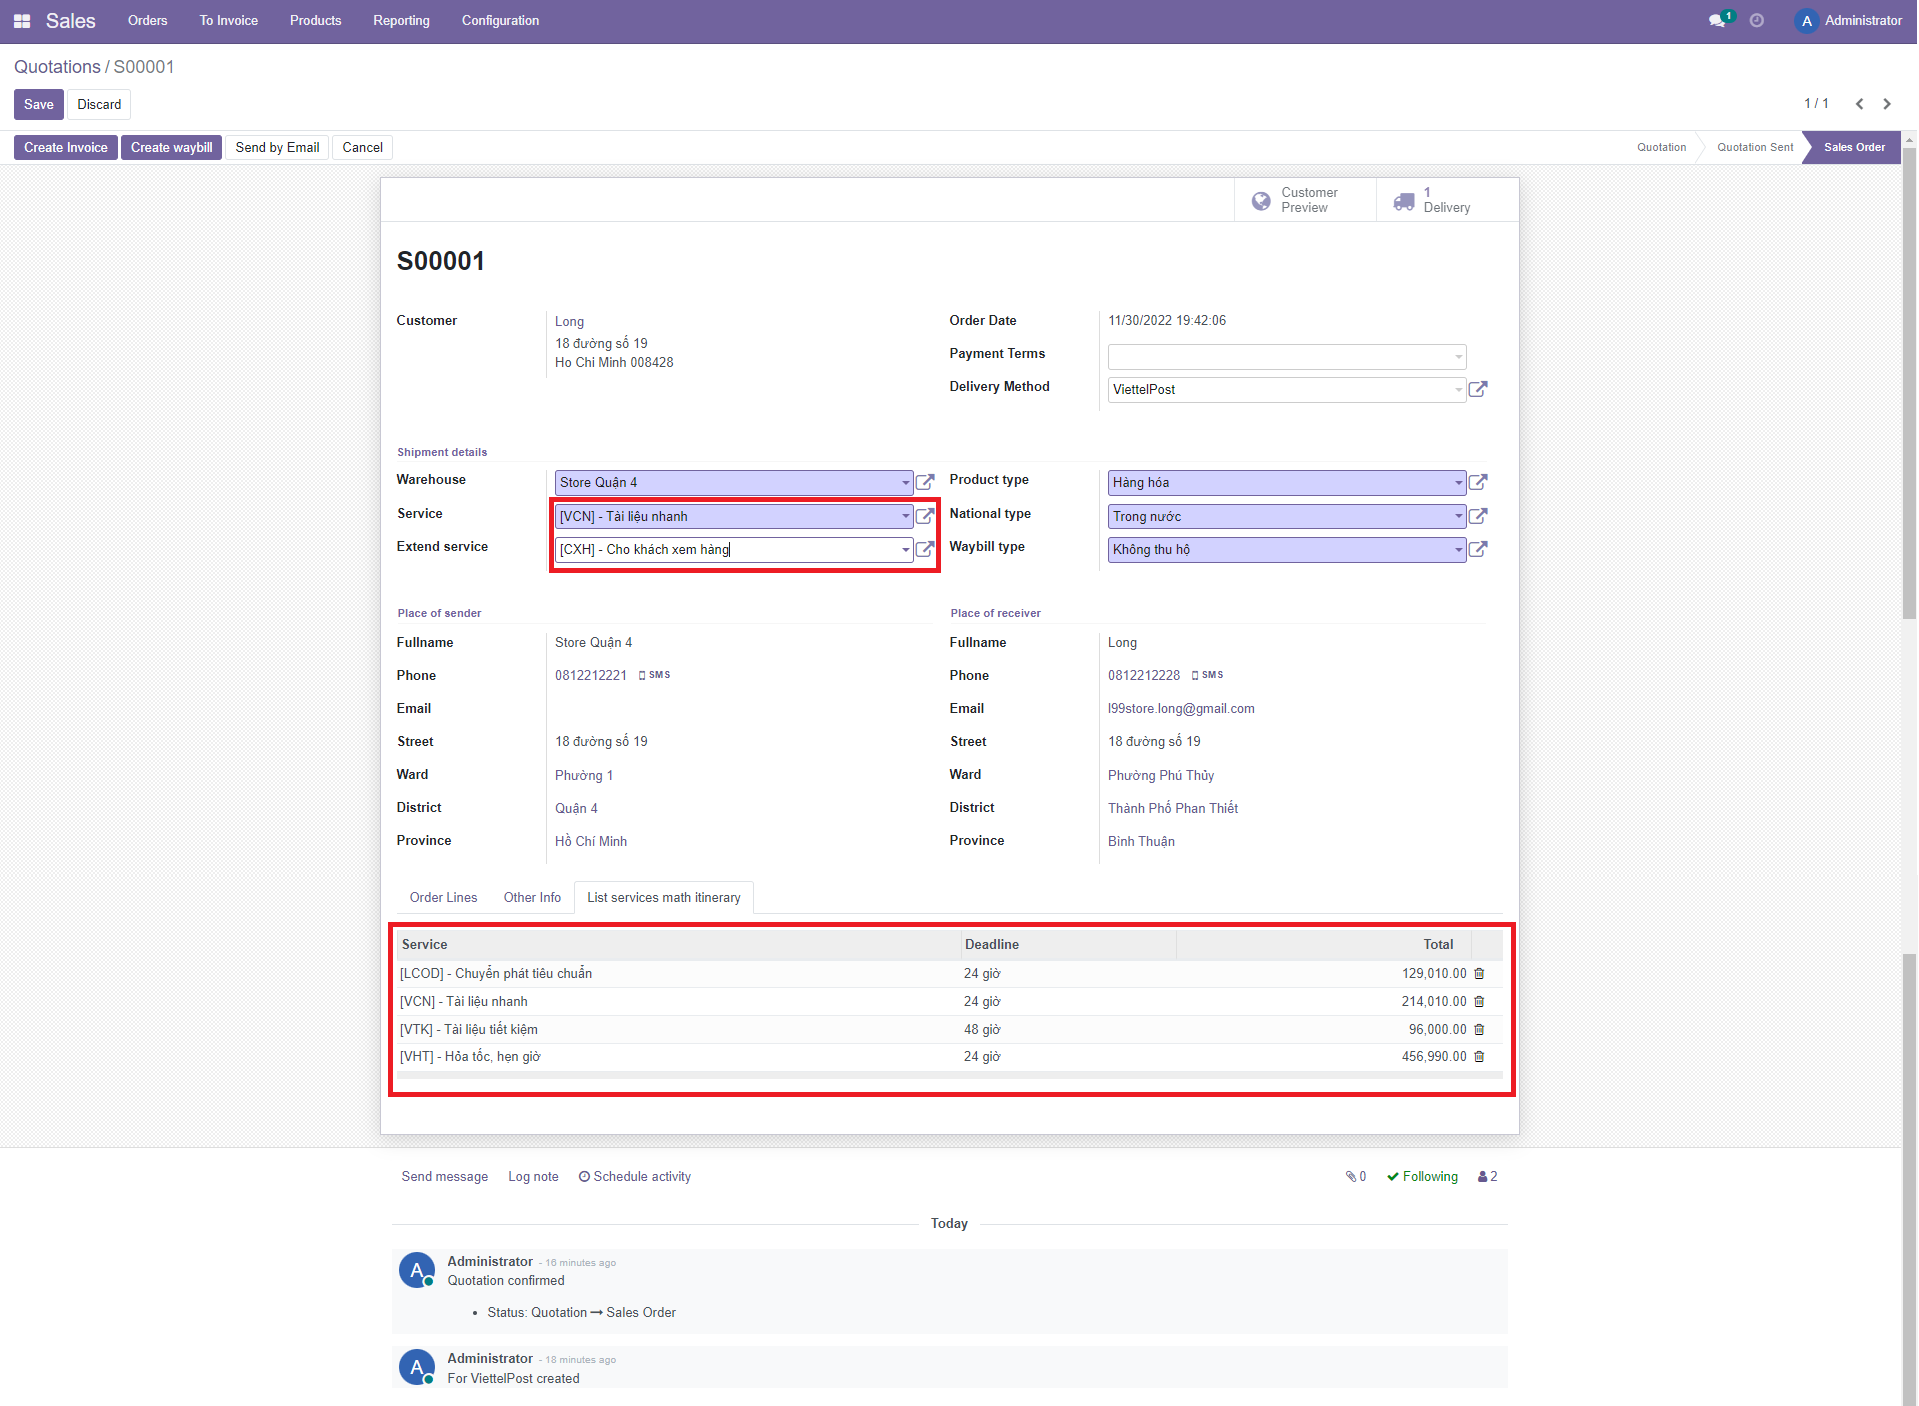 Sales
Orders
To Invoice
Products
Reporting
Configuration
1
A
Administrator
Quotations / S00001
Save
Discard
1 / 1
Create Invoice
Create waybill
Send by Email
Cancel
Quotation
Quotation Sent
Sales Order
Customer
Preview
1
Delivery
S00001
Customer
Long
18 đường số 19
Ho Chi Minh 008428
Order Date
11/30/2022 19:42:06
Payment Terms
Delivery Method
ViettelPost
Shipment details
Warehouse
Store Quận 4
Service
[VCN] - Tài liệu nhanh
Extend service
[CXH] - Cho khách xem hàng
Product type
Hàng hóa
National type
Trong nước
Waybill type
Không thu hộ
Place of sender
Fullname
Store Quận 4
Phone
0812212221 SMS
Email
Street
18 đường số 19
Ward
Phường 1
District
Quận 4
Province
Hồ Chí Minh
Place of receiver
Fullname
Long
Phone
0812212228 SMS
Email
l99store.long@gmail.com
Street
18 đường số 19
Ward
Phường Phú Thủy
District
Thành Phố Phan Thiết
Province
Bình Thuận
Order Lines
Other Info
List services math itinerary
Service Deadline Total
[LCOD] - Chuyển phát tiêu chuẩn 24 giờ 129,010.00
[VCN] - Tài liệu nhanh 24 giờ 214,010.00
[VTK] - Tài liệu tiết kiệm 48 giờ 96,000.00
[VHT] - Hỏa tốc, hẹn giờ 24 giờ 456,990.00
Send message
Log note
Schedule activity
0
Following
2
Today
A
Administrator - 16 minutes ago
Quotation confirmed
• Status: Quotation → Sales Order
A
Administrator - 18 minutes ago
For ViettelPost created